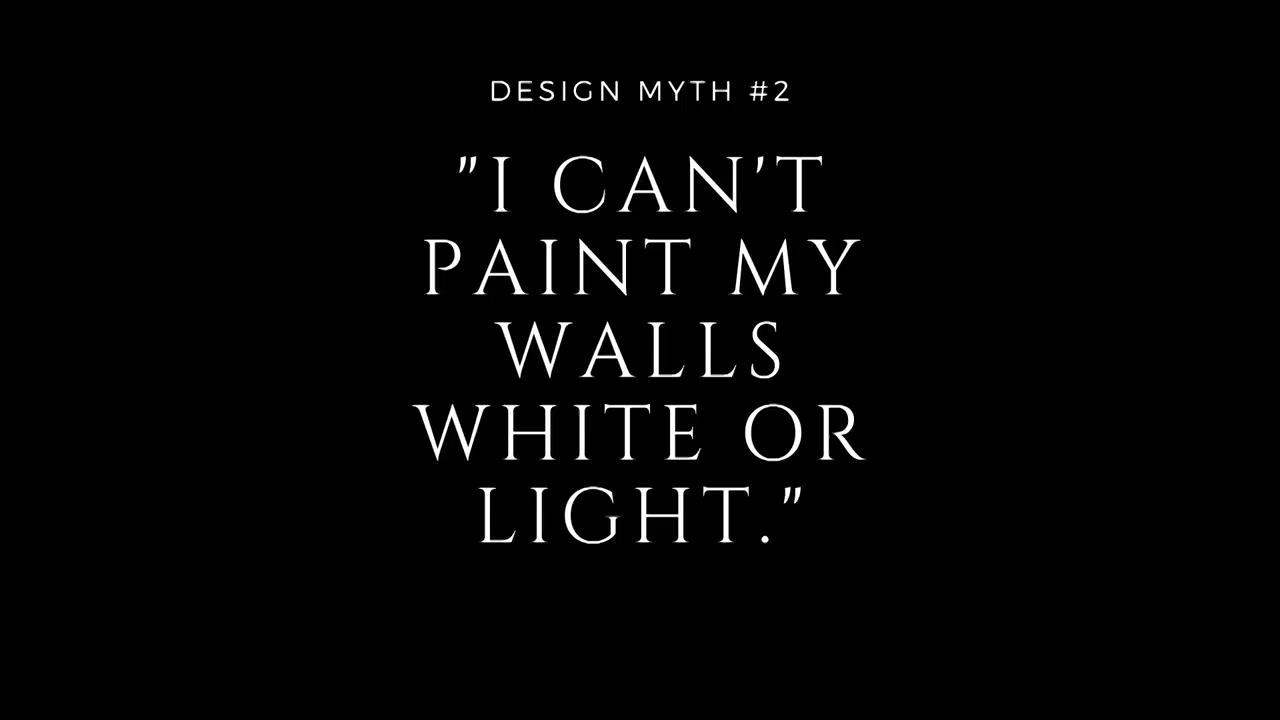 DESIGN MYTH #2
"I CAN'T
PAINT MY
WALLS
WHITE OR
LIGHT."